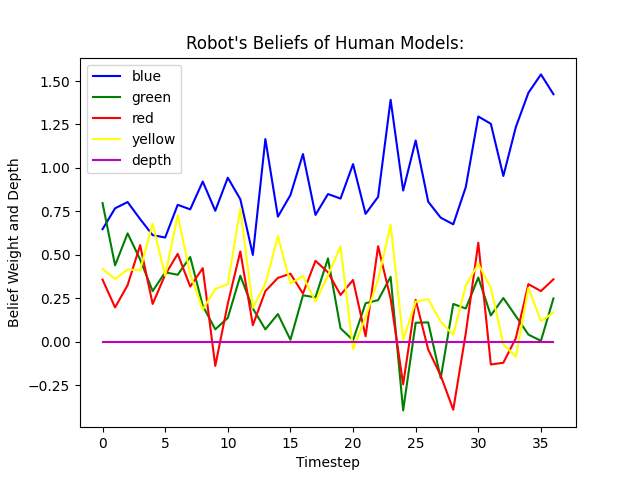 Robot's Beliefs of Human Models:
blue
green
red
yellow
depth
Belief Weight and Depth
1.50
1.25
1.00
0.75
0.50
0.25
0.00
−0.25
0
5
10
15
20
25
30
35
Timestep